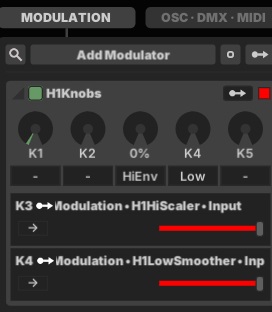 MODULATION OSC • DMX • MIDI
Add Modulator
H1Knobs
K1 K2 0% K4 K5
- - HiEnv Low -
K3 Modulation • H1HiScaler • Input
K4 Modulation • H1LowSmoother • Inp